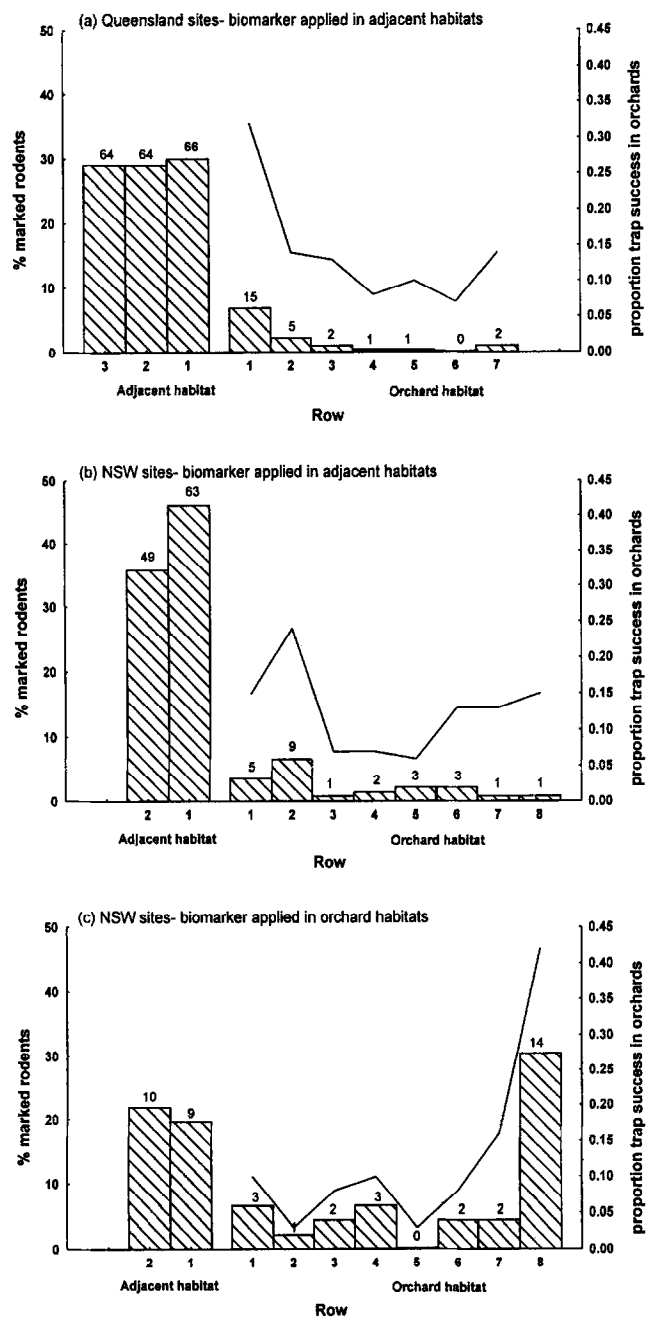 (a) Queensland sites- biomarker applied in adjacent habitats
50
40
30
20
10
0
% marked rodents
0.45
0.40
0.35
0.30
0.25
0.20
0.15
0.10
0.05
0.00
proportion trap success in orchards
64 64 66 15 5 2 1 1 0 2
3 2 1 1 2 3 4 5 6 7
Adjacent habitat Orchard habitat
Row
(b) NSW sites- biomarker applied in adjacent habitats
50
40
30
20
10
0
% marked rodents
0.45
0.40
0.35
0.30
0.25
0.20
0.15
0.10
0.05
0.00
proportion trap success in orchards
49 63 5 9 1 2 3 3 1 1
2 1 1 2 3 4 5 6 7 8
Adjacent habitat Orchard habitat
Row
(c) NSW sites- biomarker applied in orchard habitats
50
40
30
20
10
0
% marked rodents
0.45
0.40
0.35
0.30
0.25
0.20
0.15
0.10
0.05
0.00
proportion trap success in orchards
10 9 3 1 2 3 0 2 2 14
2 1 1 2 3 4 5 6 7 8
Adjacent habitat Orchard habitat
Row